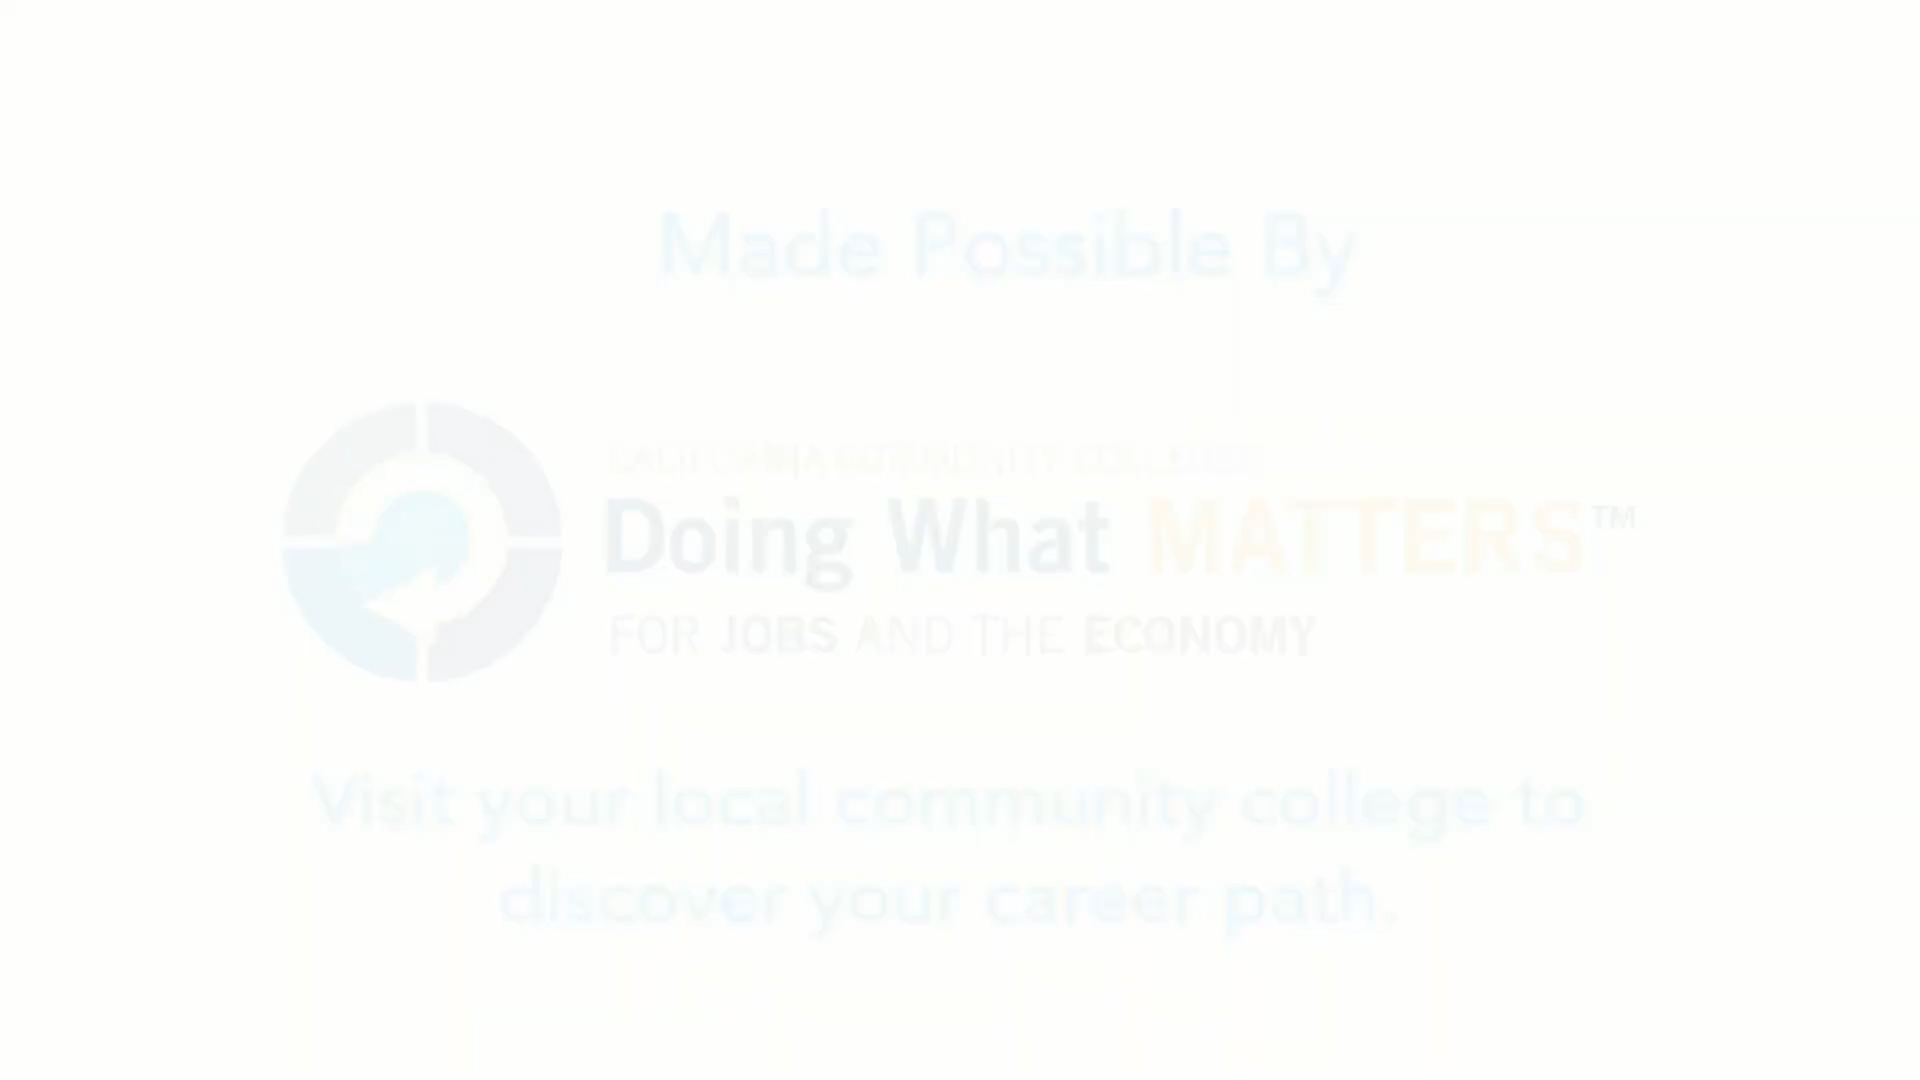 Made Possible By
CALIFORNIA COMMUNITY COLLEGES
Doing What MATTERS™
FOR JOBS AND THE ECONOMY
Visit your local community college to
discover your career path.